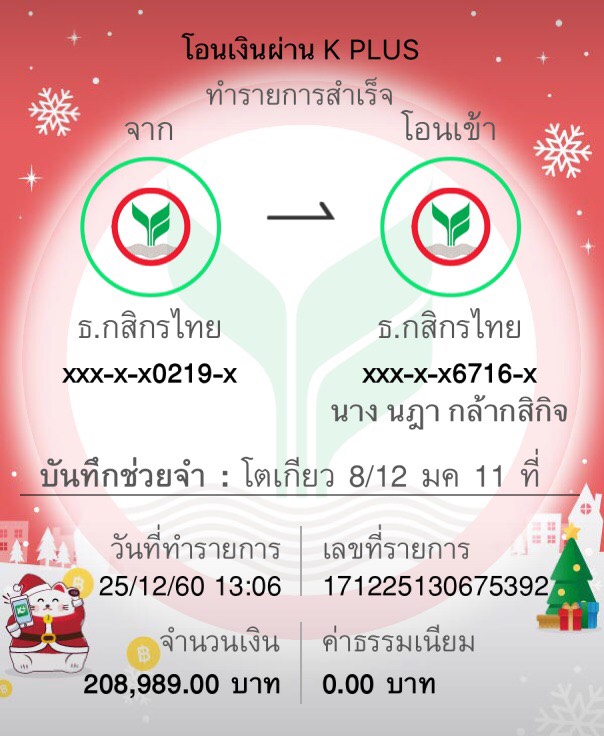 โอนเงินผ่าน K PLUS
ทำรายการสำเร็จ
จาก
โอนเข้า
ธ.กสิกรไทย
ธ.กสิกรไทย
xxx-x-x0219-x
xxx-x-x6716-x
นาง นฎา กล้ากสิกิจ
บันทึกช่วยจำ : โตเกียว 8/12 มค 11 ที่
วันที่ทำรายการ
เลขที่รายการ
25/12/60 13:06
171225130675392
จำนวนเงิน
ค่าธรรมเนียม
208,989.00 บาท
0.00 บาท